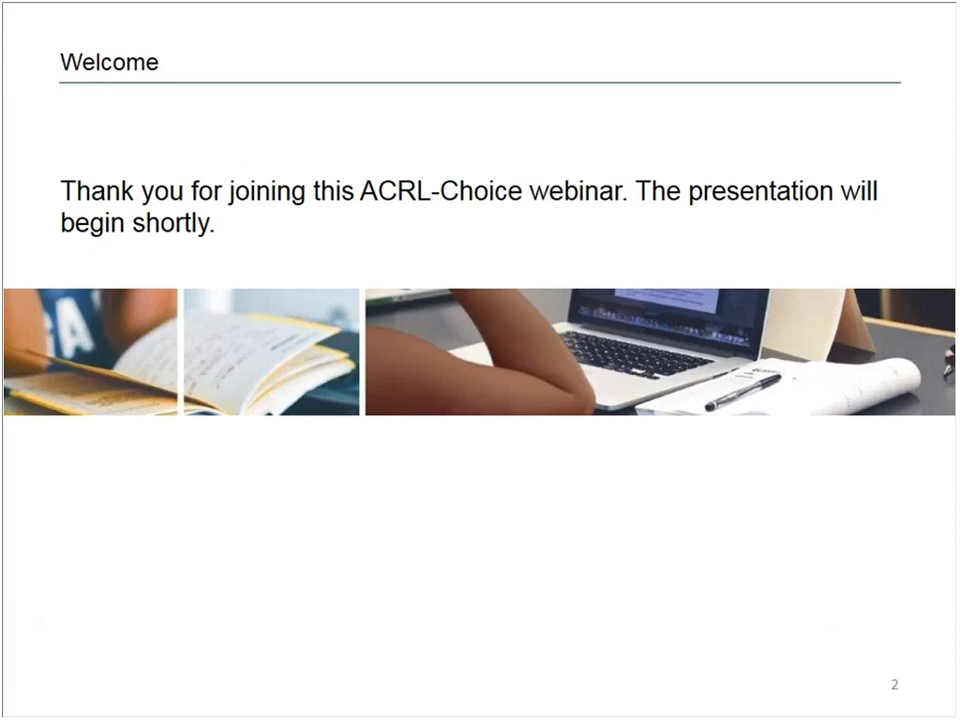 Welcome
Thank you for joining this ACRL-Choice webinar. The presentation will
begin shortly.
2